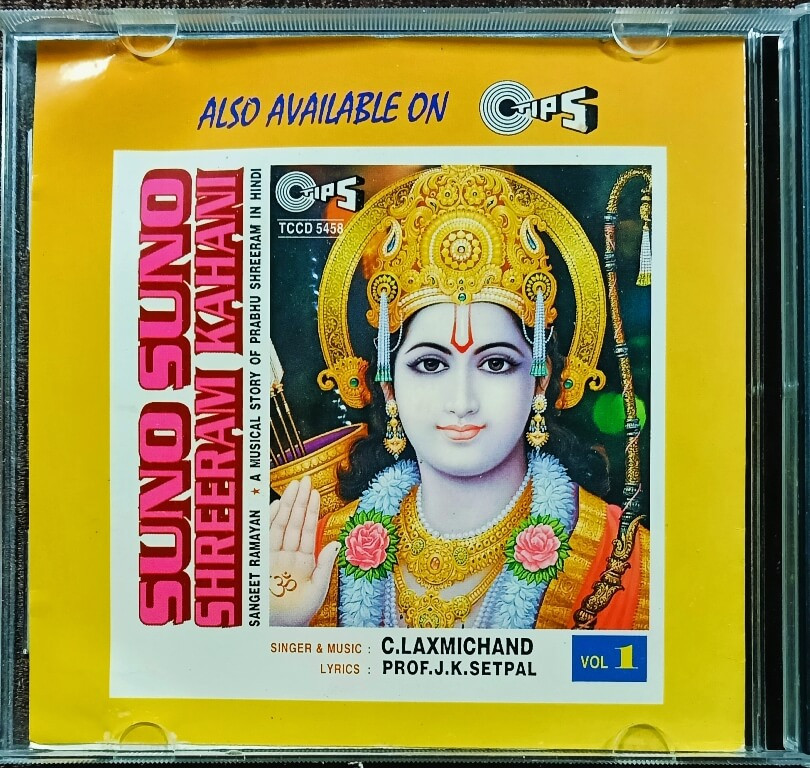 ALSO AVAILABLE ON TIPS
SUNO SUNO
SHREERAM KAHANI
SANGEET RAMAYAN ★ A MUSICAL STORY OF PRABHU SHREERAM IN HINDI
TIPS
TCCD 5458
ॐ
SINGER & MUSIC : C.LAXMICHAND
LYRICS : PROF.J.K.SETPAL
VOL 1